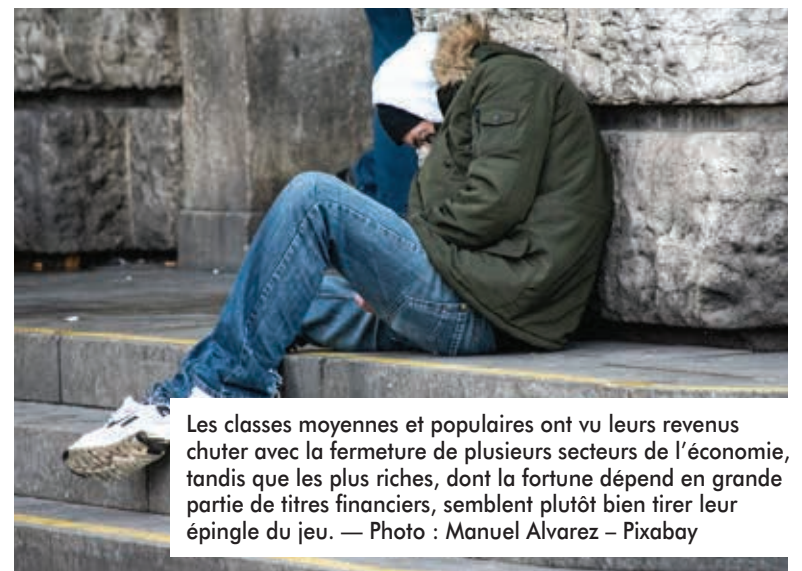 Les classes moyennes et populaires ont vu leurs revenus
chuter avec la fermeture de plusieurs secteurs de l’économie,
tandis que les plus riches, dont la fortune dépend en grande
partie de titres financiers, semblent plutôt bien tirer leur
épingle du jeu. — Photo : Manuel Alvarez – Pixabay